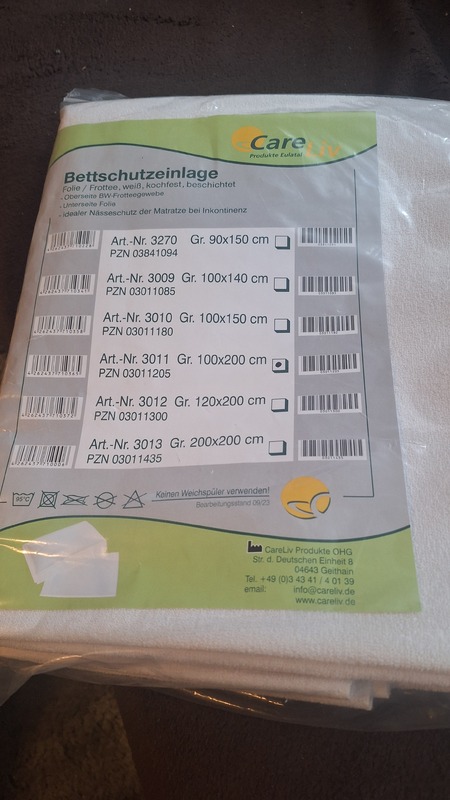 Care Liv
Produkte Eulatal
Bettschutzeinlage
Folie / Frottee, weiß, kochfest, beschichtet
- Oberseite BW-Frotteegewebe
- Unterseite Folie
- Idealer Nässeschutz der Matratze bei Inkontinenz
Art.-Nr. 3270 Gr. 90x150 cm
PZN 03841094
Art.-Nr. 3009 Gr. 100x140 cm
PZN 03011085
Art.-Nr. 3010 Gr. 100x150 cm
PZN 03011180
Art.-Nr. 3011 Gr. 100x200 cm
PZN 03011205
Art.-Nr. 3012 Gr. 120x200 cm
PZN 03011300
Art.-Nr. 3013 Gr. 200x200 cm
PZN 03011435
95°C
Keinen Weichspüler verwenden!
Bearbeitungsstand 09/23
CareLiv Produkte OHG
Str. d. Deutschen Einheit 8
04643 Geithain
Tel. +49 (0)3 43 41 / 4 01 39
email: info@careliv.de
www.careliv.de